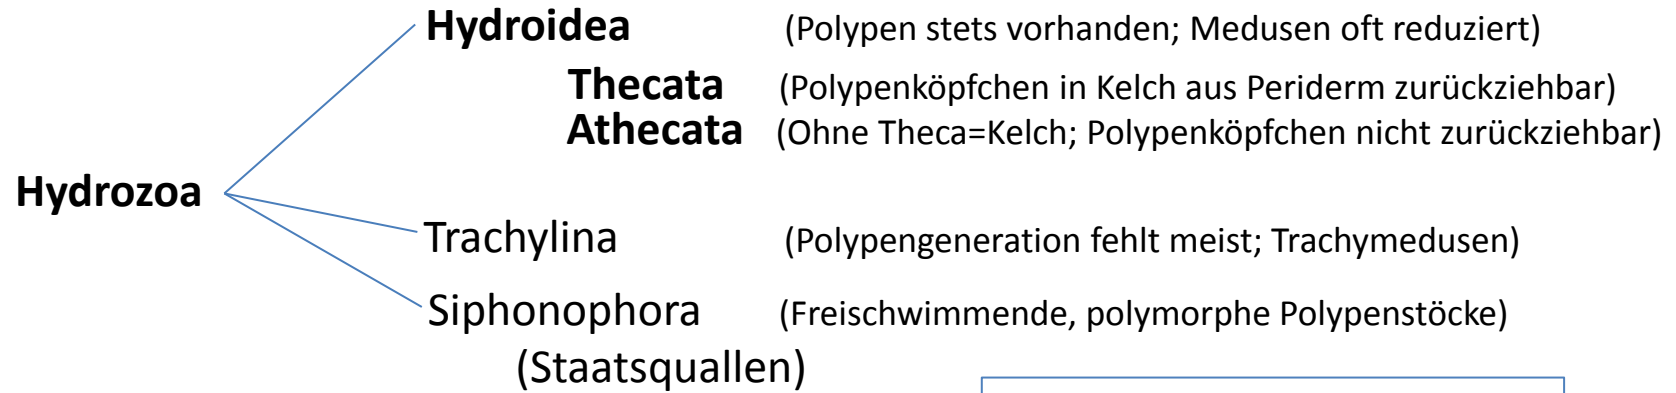 Hydroidea (Polypen stets vorhanden; Medusen oft reduziert)
Thecata (Polypenköpfchen in Kelch aus Periderm zurückziehbar)
Athecata (Ohne Theca=Kelch; Polypenköpfchen nicht zurückziehbar)
Hydrozoa
Trachylina (Polypengeneration fehlt meist; Trachymedusen)
Siphonophora (Freischwimmende, polymorphe Polypenstöcke)
(Staatsquallen)